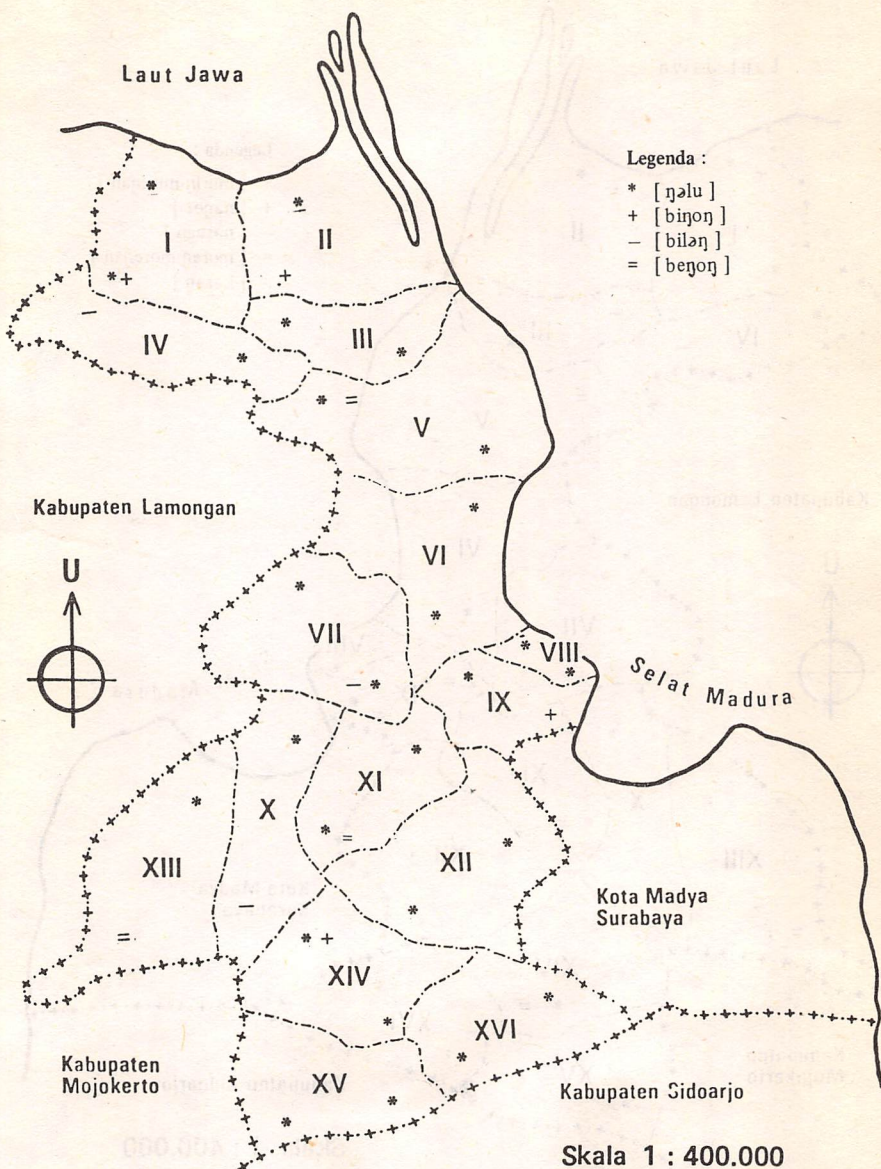 Laut Jawa
Legenda :
* [ ŋəlu ]
+ [ biŋoŋ ]
– [ biləŋ ]
= [ beŋoŋ ]
I
II
III
IV
V
Kabupaten Lamongan
U
VI
VII
VIII
Selat Madura
IX
X
XI
XII
XIII
Kota Madya
Surabaya
XIV
XVI
Kabupaten
Mojokerto
XV
Kabupaten Sidoarjo
Skala 1 : 400.000